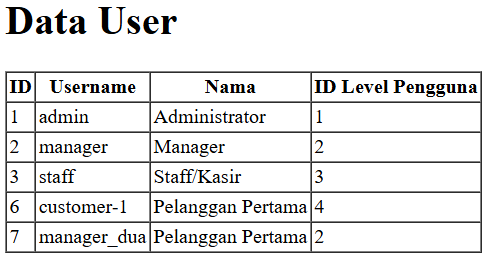 Data User
ID Username Nama ID Level Pengguna
1 admin Administrator 1
2 manager Manager 2
3 staff Staff/Kasir 3
6 customer-1 Pelanggan Pertama 4
7 manager_dua Pelanggan Pertama 2